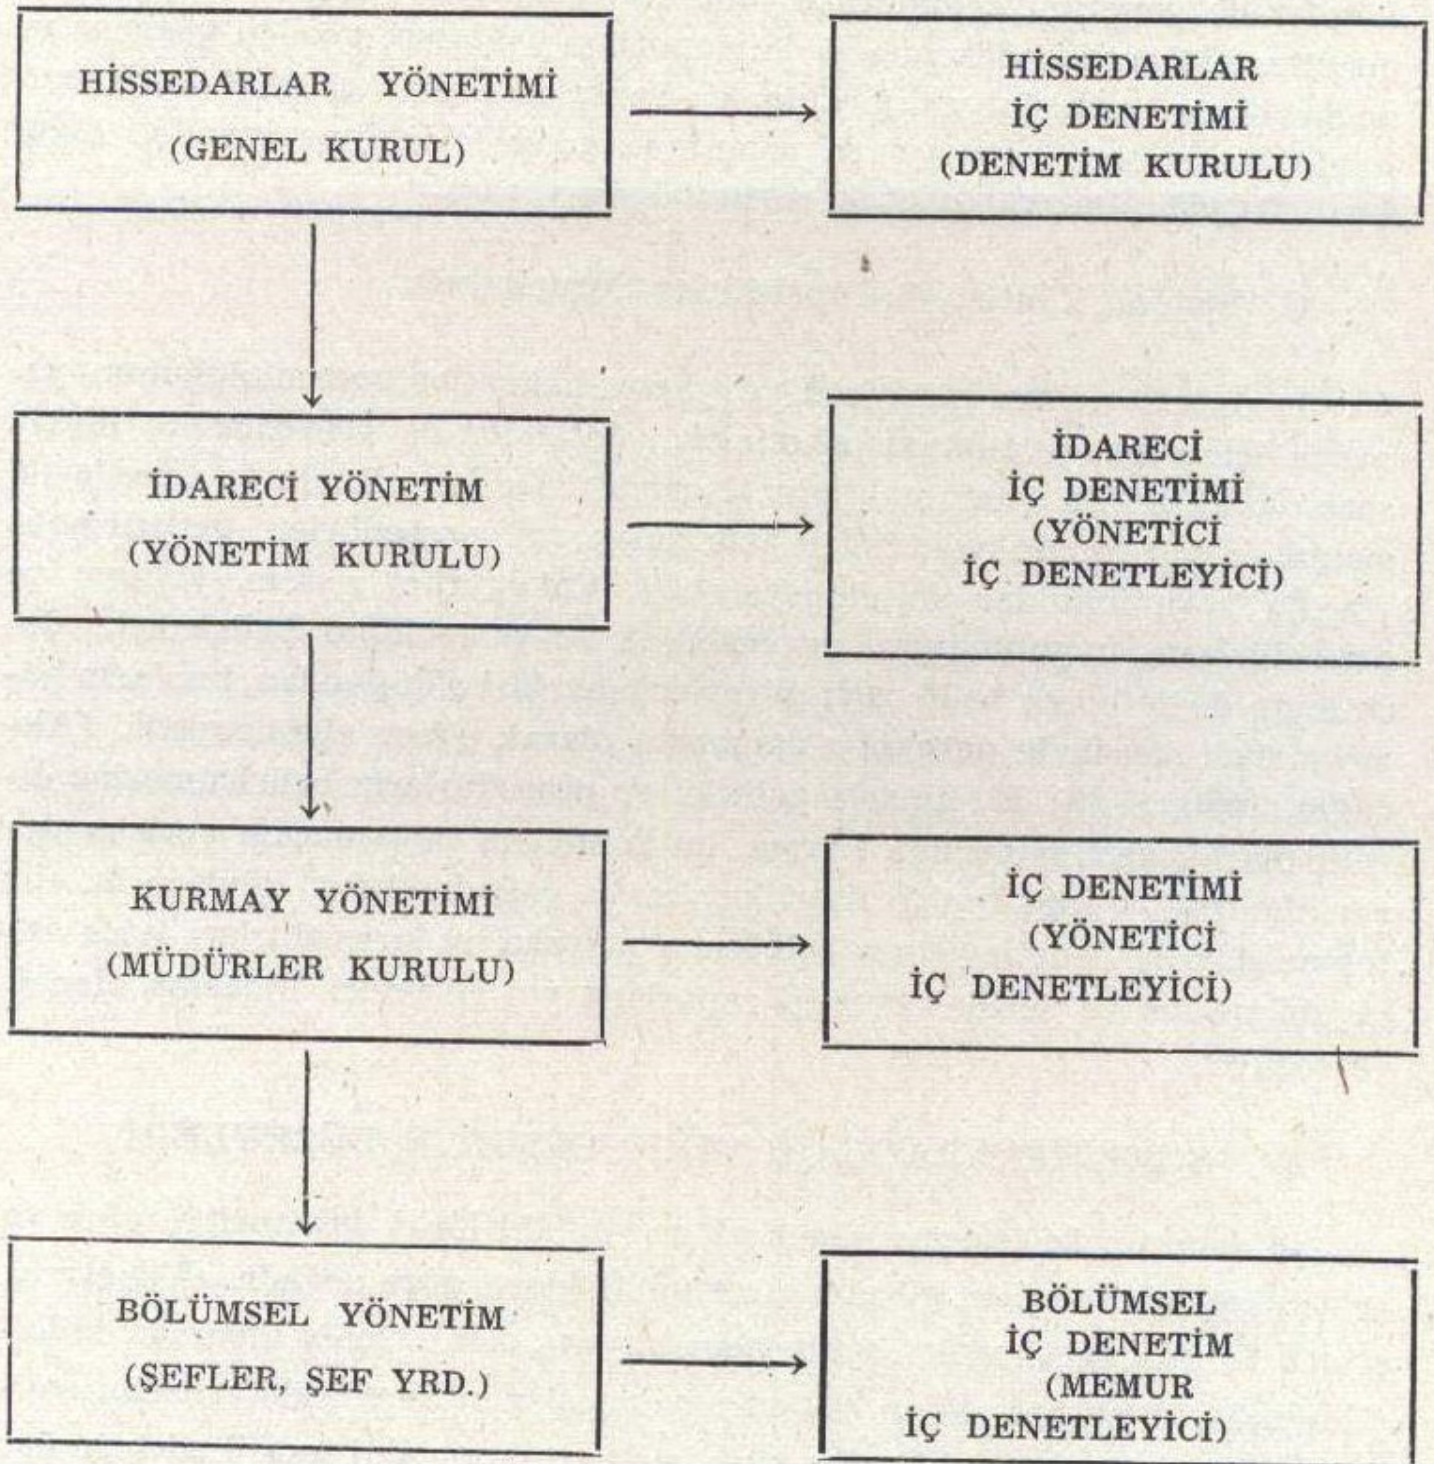 HİSSEDARLAR YÖNETİMİ
(GENEL KURUL)
HİSSEDARLAR
İÇ DENETİMİ
(DENETİM KURULU)
İDARECİ YÖNETİM
(YÖNETİM KURULU)
İDARECİ
İÇ DENETİMİ
(YÖNETİCİ
İÇ DENETLEYİCİ)
KURMAY YÖNETİMİ
(MÜDÜRLER KURULU)
İÇ DENETİMİ
(YÖNETİCİ
İÇ DENETLEYİCİ)
BÖLÜMSEL YÖNETİM
(ŞEFLER, ŞEF YRD.)
BÖLÜMSEL
İÇ DENETİM
(MEMUR
İÇ DENETLEYİCİ)